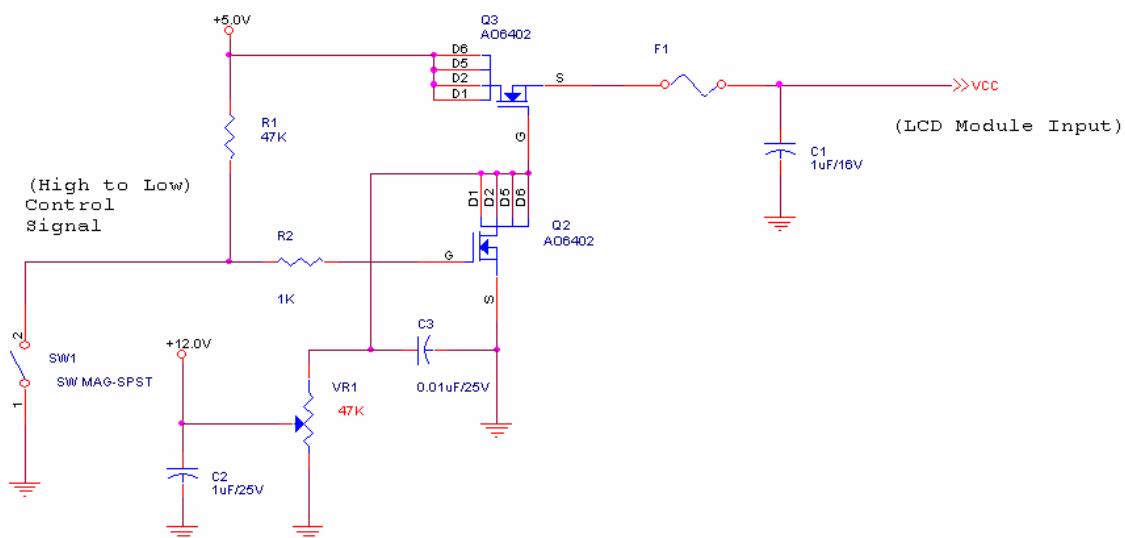 +5.0V
Q3
AO6402
D6
D5
D2
D1
S
G
F1
VCC
(LCD Module Input)
C1
1uF/16V
R1
47K
(High to Low)
Control
Signal
D1
D2
D5
D6
Q2
AO6402
R2
1K
G
S
C3
0.01uF/25V
2
SW1
SW MAG-SPST
1
+12.0V
VR1
47K
C2
1uF/25V